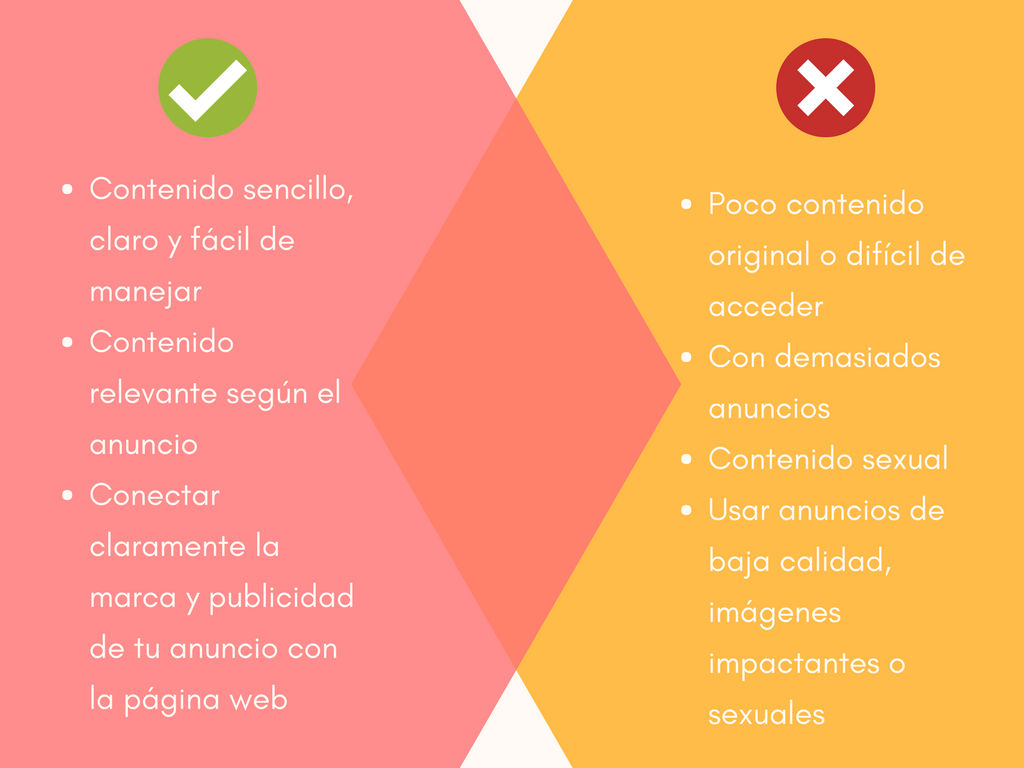 • Contenido sencillo,
claro y fácil de
manejar
• Contenido
relevante según el
anuncio
• Conectar
claramente la
marca y publicidad
de tu anuncio con
la página web
• Poco contenido
original o difícil de
acceder
• Con demasiados
anuncios
• Contenido sexual
• Usar anuncios de
baja calidad,
imágenes
impactantes o
sexuales